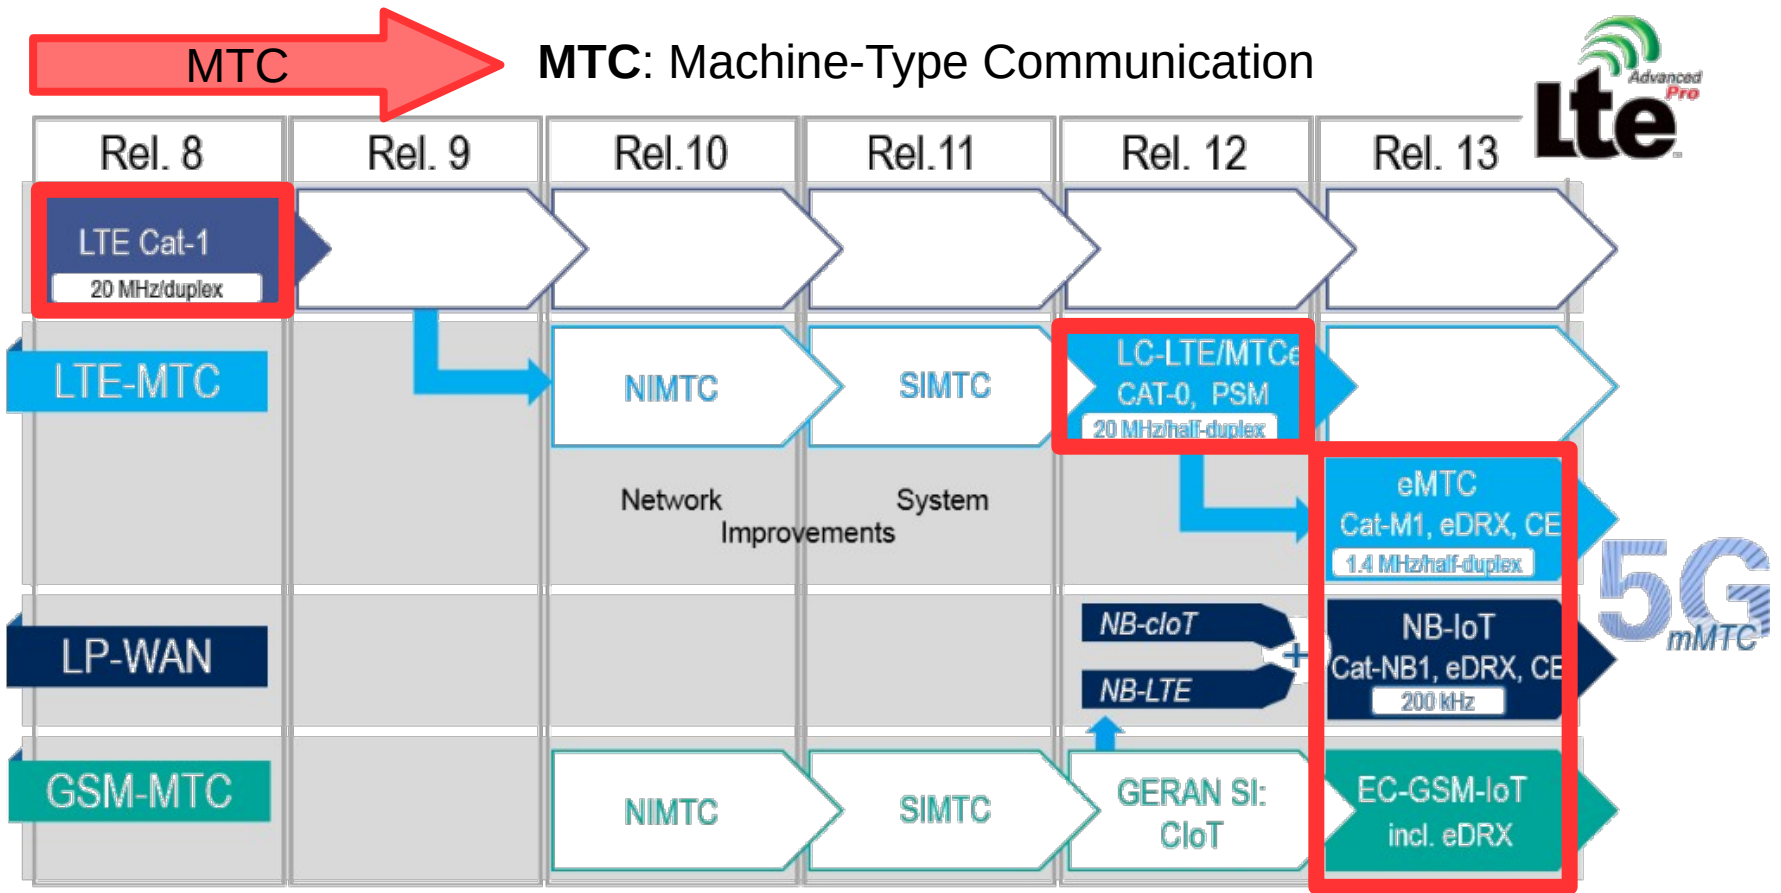 MTC
MTC: Machine-Type Communication
LTE Advanced Pro
Rel. 8
Rel. 9
Rel.10
Rel.11
Rel. 12
Rel. 13
LTE Cat-1
20 MHz/duplex
LTE-MTC
NIMTC
SIMTC
LC-LTE/MTCe
CAT-0, PSM
20 MHz/half-duplex
Network
System
Improvements
eMTC
Cat-M1, eDRX, CE
1.4 MHz/half-duplex
5G
mMTC
LP-WAN
NB-cIoT
+
NB-LTE
NB-IoT
Cat-NB1, eDRX, CE
200 kHz
GSM-MTC
NIMTC
SIMTC
GERAN SI:
CIoT
EC-GSM-IoT
incl. eDRX